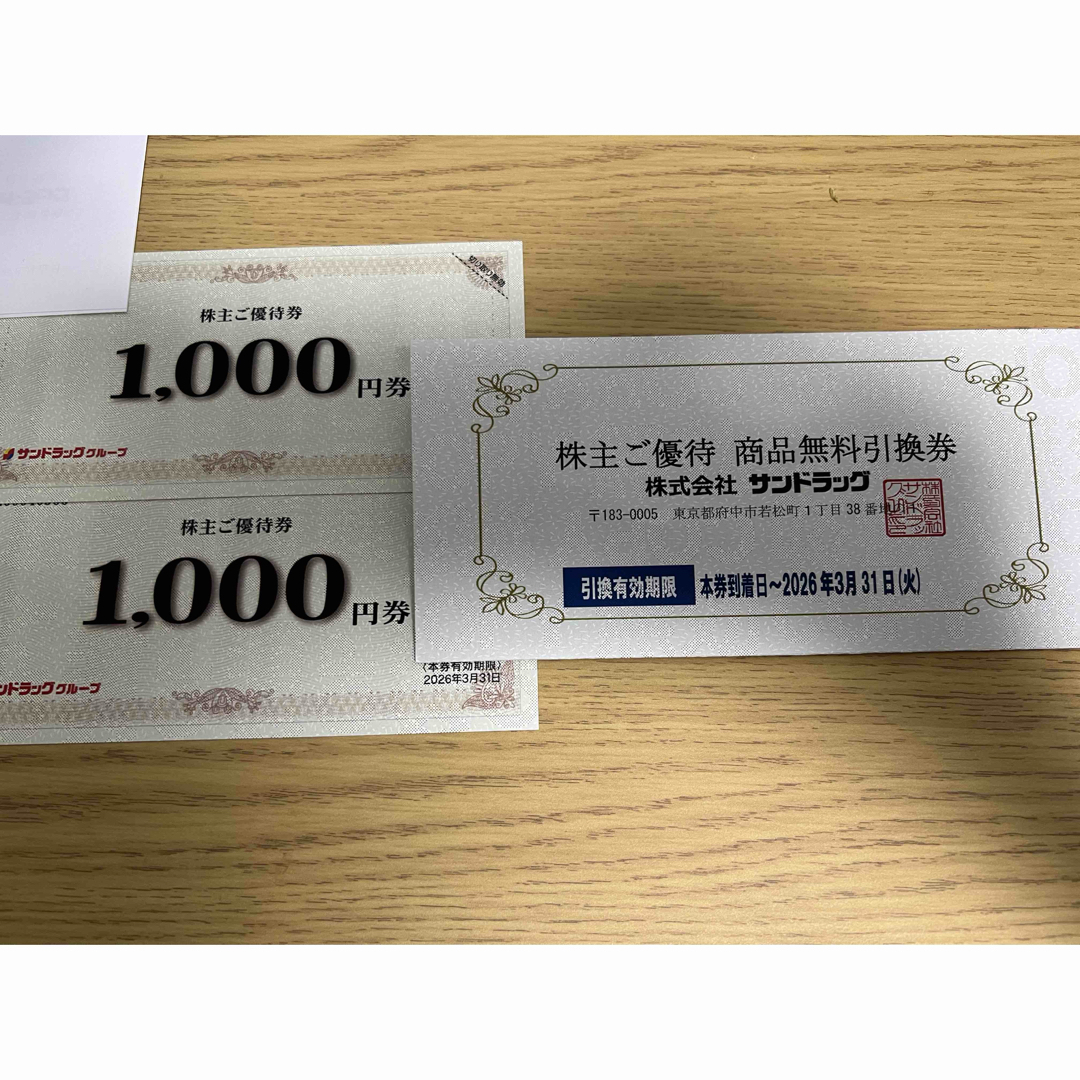 切り取り無効
株主ご優待券
1,000円券
サンドラッググループ
株主ご優待券
1,000円券
ンドラッググループ
〈本券有効期限〉
2026年3月31日
株主ご優待 商品無料引換券
株式会社 サンドラッグ
〒183-0005 東京都府中市若松町1丁目38番地
引換有効期限 本券到着日～2026年3月31日(火)